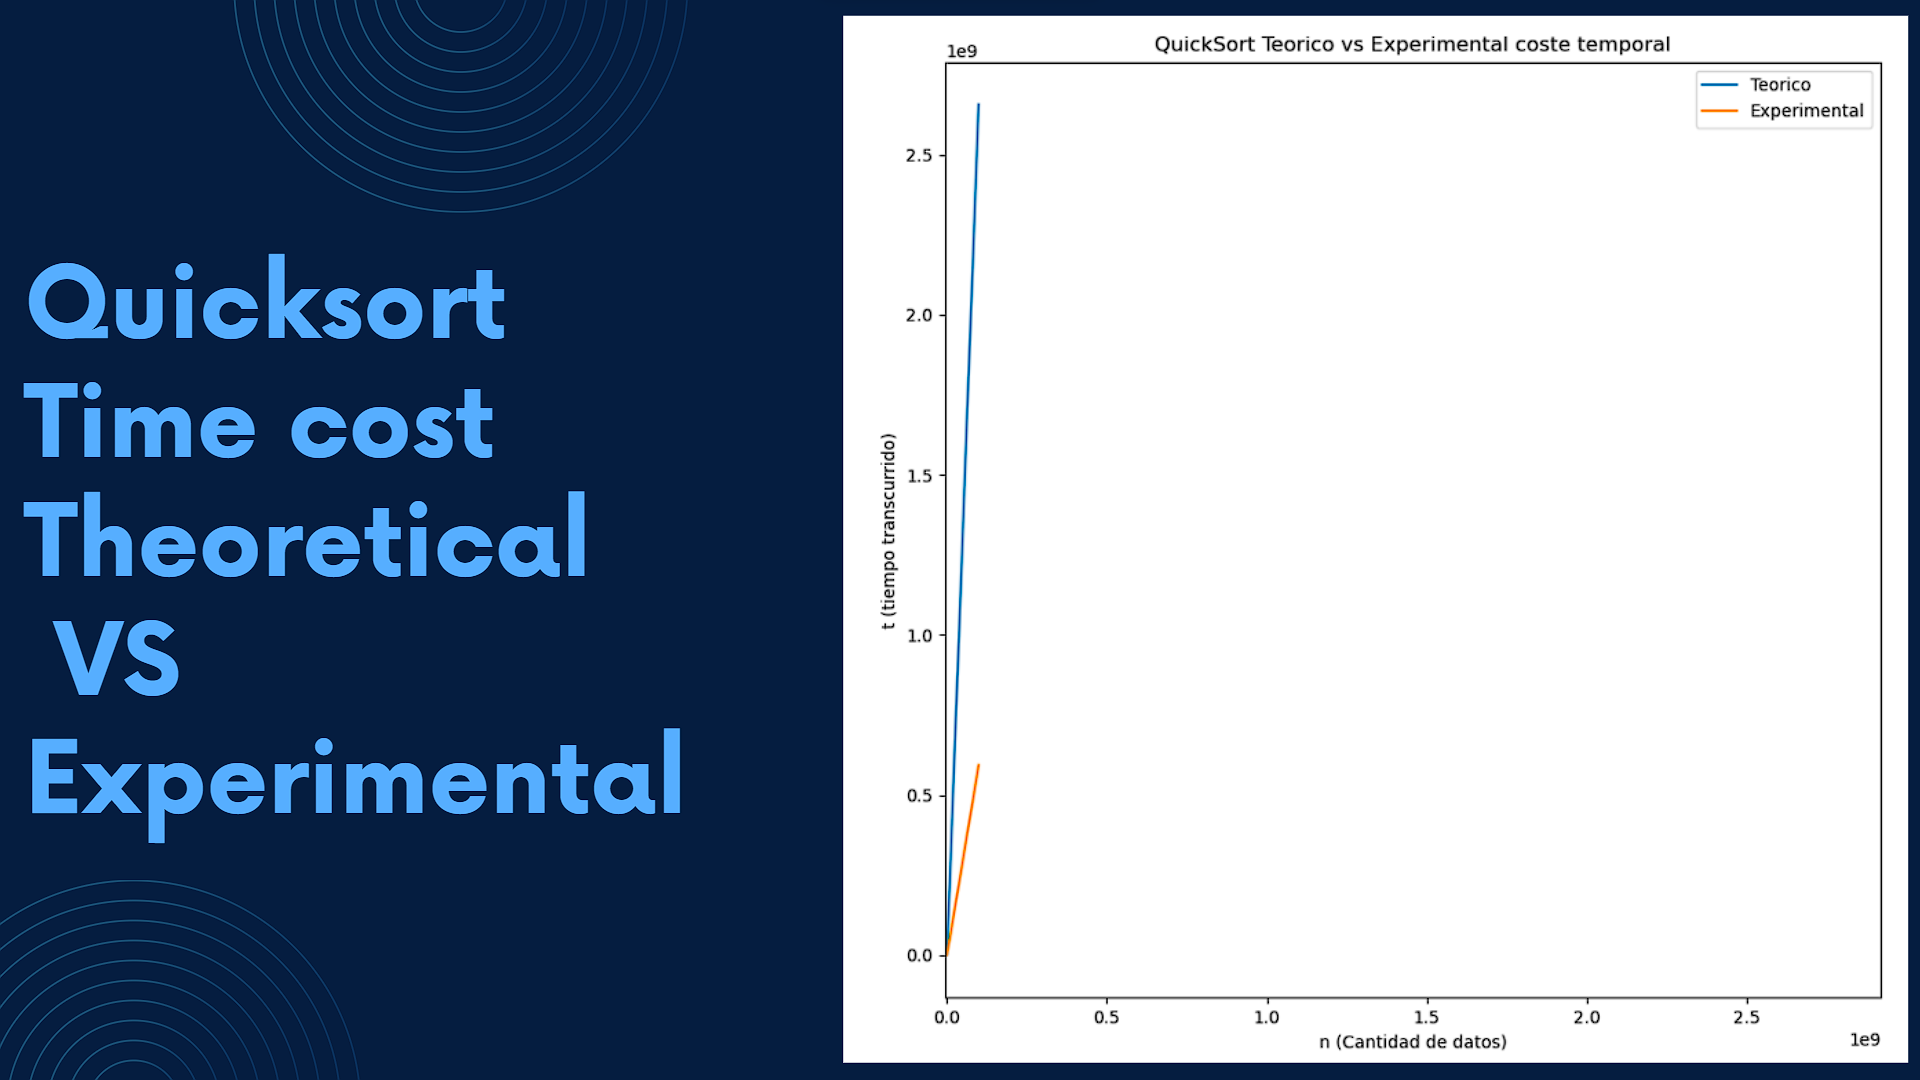 Quicksort
Time cost
Theoretical
VS
Experimental
QuickSort Teorico vs Experimental coste temporal
1e9
Teorico
Experimental
2.5
2.0
1.5
1.0
0.5
0.0
t (tiempo transcurrido)
0.0 0.5 1.0 1.5 2.0 2.5
1e9
n (Cantidad de datos)